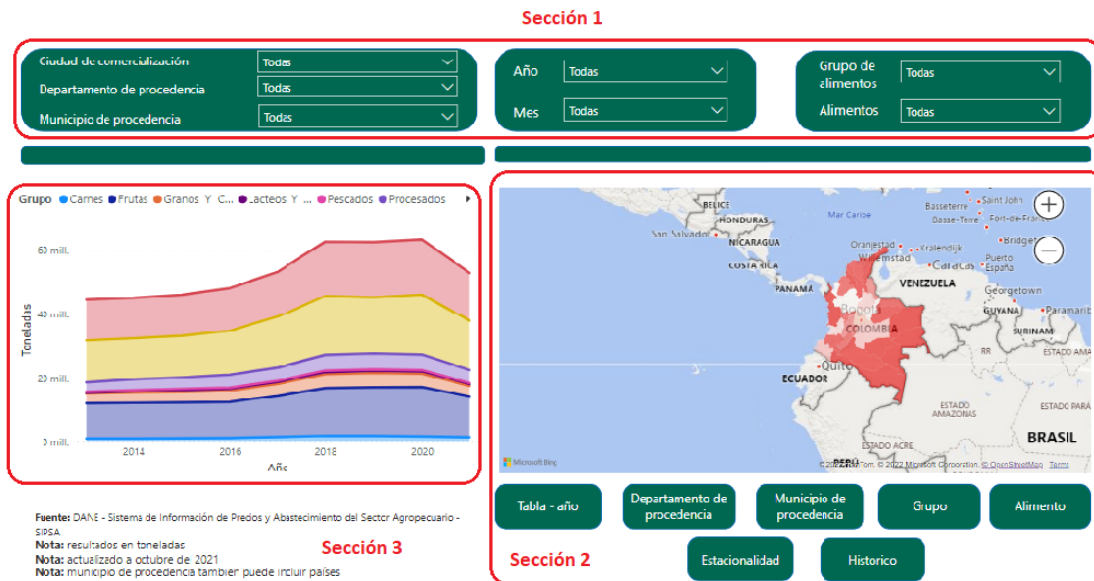 Sección 1
Ciudad de comercialización
Todas
Departamento de procedencia
Todas
Municipio de procedencia
Todas
Año
Todas
Mes
Todas
Grupo de alimentos
Todas
Alimentos
Todas
Grupo Carnes Frutas Granos Y C... Lacteos Y ... Pescados Procesados
60 mill.
40 mill.
20 mill.
0 mill.
Toneladas
2014 2016 2018 2020
Año
BELICE
HONDURAS
San Salvador
NICARAGUA
COSTA RICA
PANAMÁ
Mar Caribe
Basseterre
Saint John
Basse-Terre
Fort-de-France
Bridget
Oranjestad
Kralendijk
Willemstad
Caracas
Puerto España
VENEZUELA
Georgetown
GUYANA
Paramarib
SURINAM
Bogotá
COLOMBIA
Quito
ECUADOR
RR
ESTADO AMA
ESTADO AMAZONAS
ESTADO PARÁ
ESTADO ACRE
BRASIL
PERÚ
Microsoft Bing
© 2022 Microsoft Corporation, © OpenStreetMap Terms
Tabla - año
Departamento de procedencia
Municipio de procedencia
Grupo
Alimento
Estacionalidad
Historico
Sección 2
Fuente: DANE - Sistema de Información de Precios y Abastecimiento del Sector Agropecuario -
SIPSA
Nota: resultados en toneladas
Nota: actualizado a octubre de 2021
Nota: municipio de procedencia también puede incluir países
Sección 3